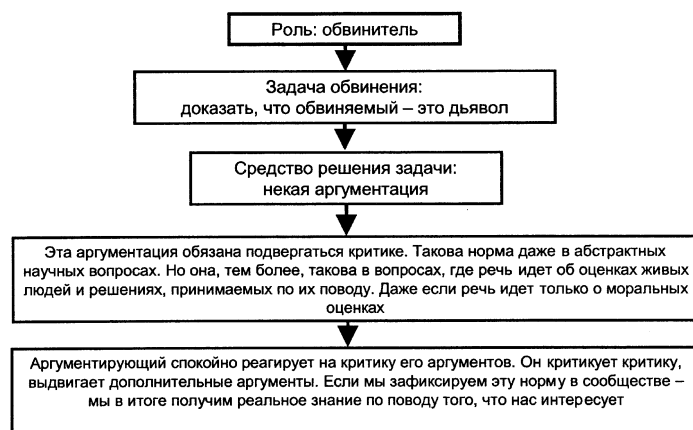 Роль: обвинитель
Задача обвинения:
доказать, что обвиняемый – это дьявол
Средство решения задачи:
некая аргументация
Эта аргументация обязана подвергаться критике. Такова норма даже в абстрактных
научных вопросах. Но она, тем более, такова в вопросах, где речь идет об оценках живых
людей и решениях, принимаемых по их поводу. Даже если речь идет только о моральных
оценках
Аргументирующий спокойно реагирует на критику его аргументов. Он критикует критику,
выдвигает дополнительные аргументы. Если мы зафиксируем эту норму в сообществе –
мы в итоге получим реальное знание по поводу того, что нас интересует